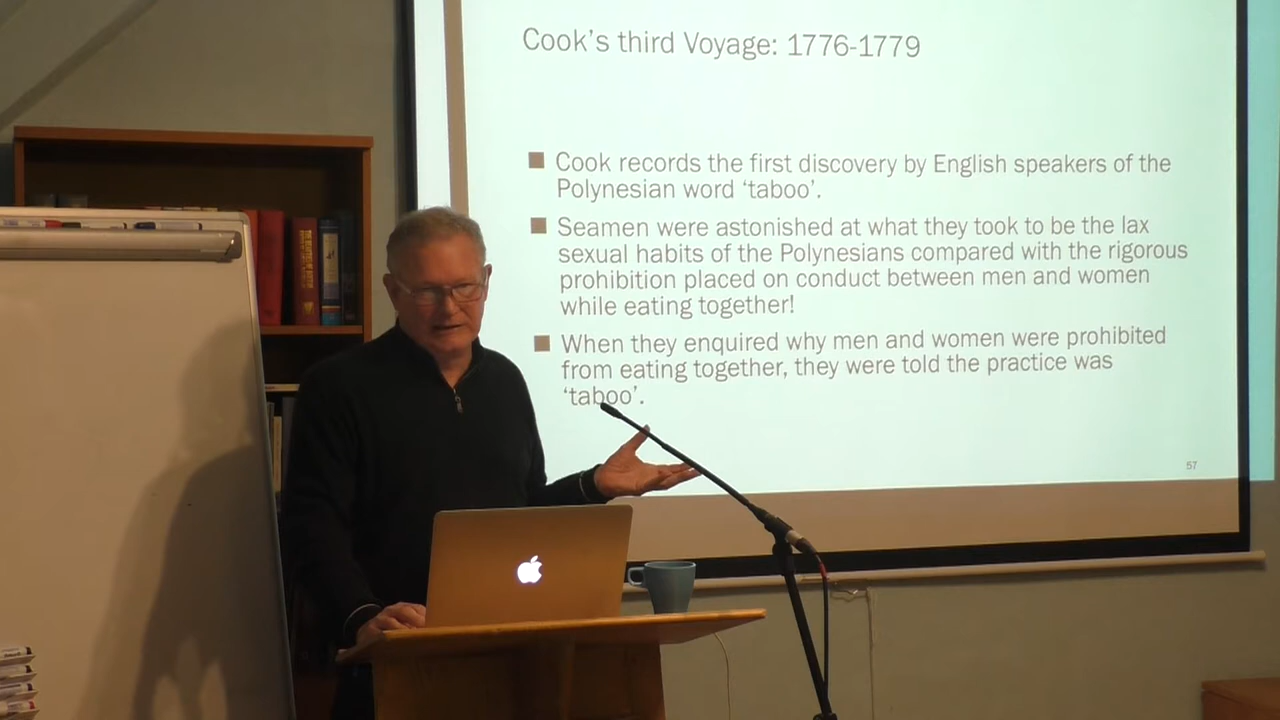 Cook's third Voyage: 1776-1779
Cook records the first discovery by English speakers of the
Polynesian word 'taboo'.
Seamen were astonished at what they took to be the lax
sexual habits of the Polynesians compared with the rigorous
prohibition placed on conduct between men and women
while eating together!
When they enquired why men and women were prohibited
from eating together, they were told the practice was
'taboo'.
57